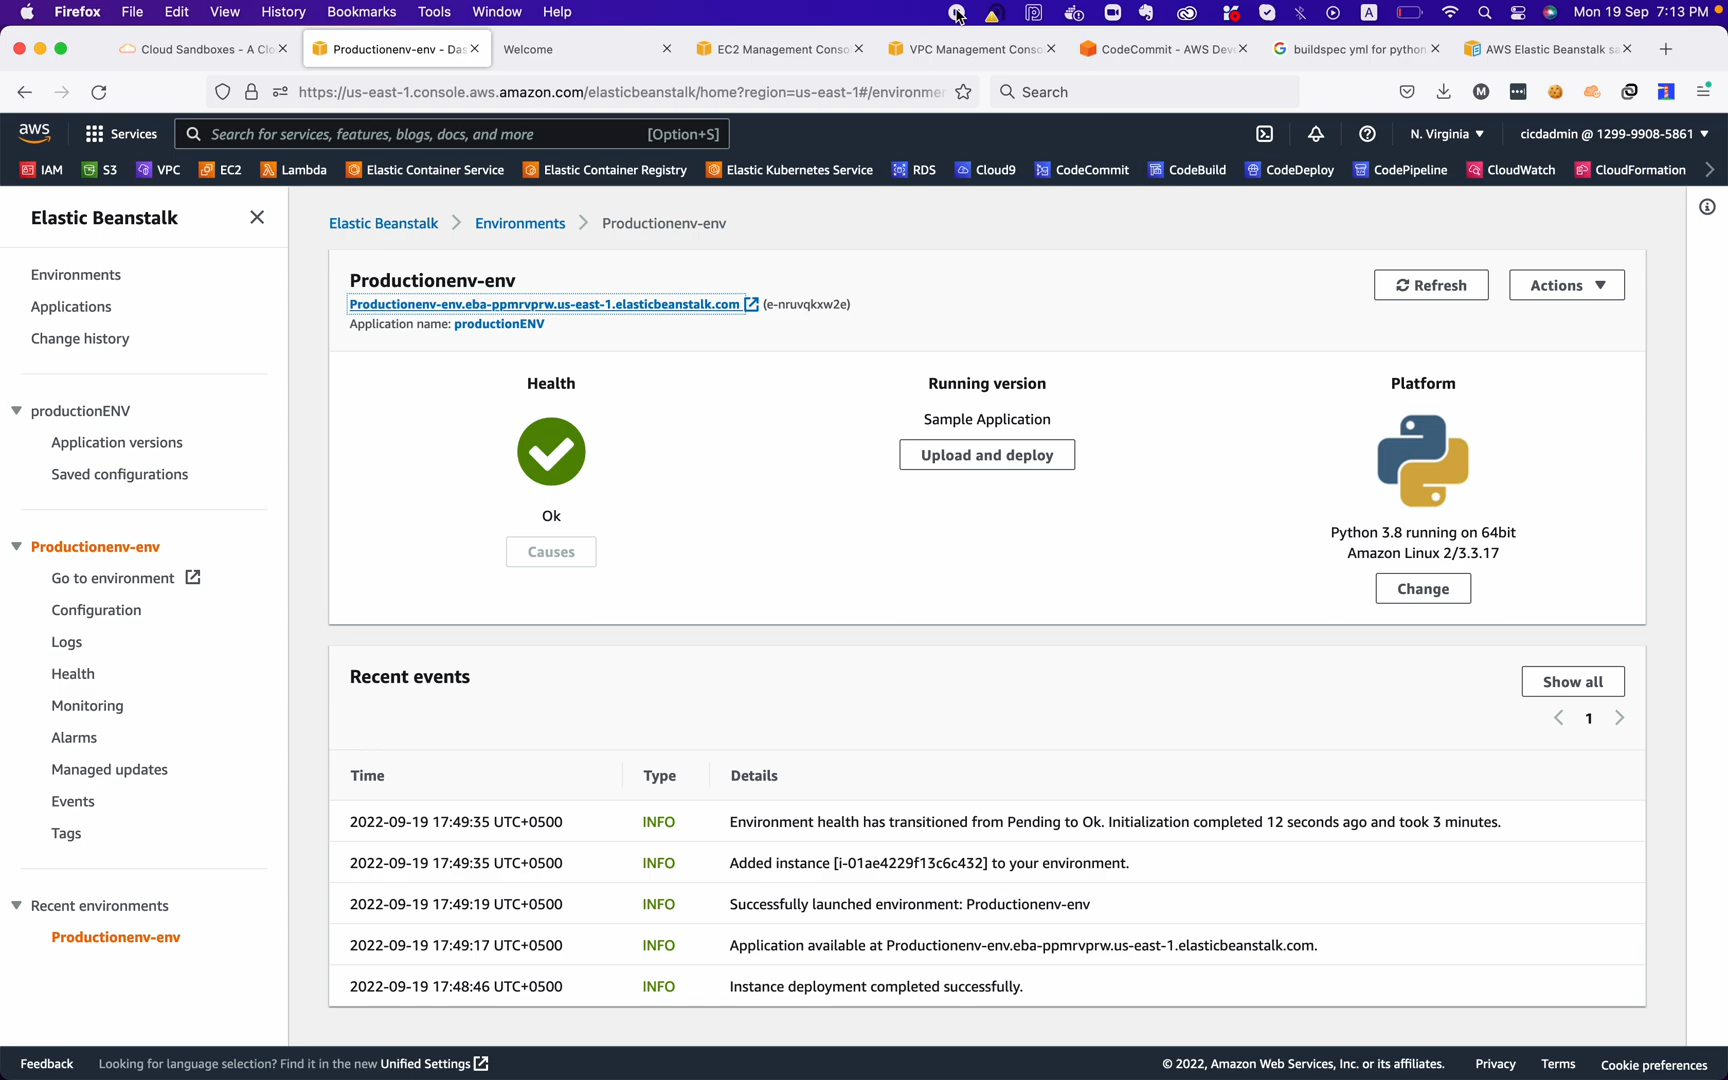 Firefox File Edit View History Bookmarks Tools Window Help A Mon 19 Sep 7:13 PM
Cloud Sandboxes - A Clo
Productionenv-env - Das
Welcome
EC2 Management Conso
VPC Management Conso
CodeCommit - AWS Deve
buildspec yml for python
AWS Elastic Beanstalk sa
https://us-east-1.console.aws.amazon.com/elasticbeanstalk/home?region=us-east-1#/environmen
Search
M
aws Services Search for services, features, blogs, docs, and more [Option+S] N. Virginia cicdadmin @ 1299-9908-5861
IAM S3 VPC EC2 Lambda Elastic Container Service Elastic Container Registry Elastic Kubernetes Service RDS Cloud9 CodeCommit CodeBuild CodeDeploy CodePipeline CloudWatch CloudFormation
Elastic Beanstalk
Environments
Applications
Change history
productionENV
Application versions
Saved configurations
Productionenv-env
Go to environment
Configuration
Logs
Health
Monitoring
Alarms
Managed updates
Events
Tags
Recent environments
Productionenv-env
Elastic Beanstalk Environments Productionenv-env
Productionenv-env
Productionenv-env.eba-ppmrvprw.us-east-1.elasticbeanstalk.com (e-nruvqkxw2e)
Application name: productionENV
Refresh
Actions
Health
Ok
Causes
Running version
Sample Application
Upload and deploy
Platform
Python 3.8 running on 64bit
Amazon Linux 2/3.3.17
Change
Recent events
Show all
1
Time Type Details
2022-09-19 17:49:35 UTC+0500 INFO Environment health has transitioned from Pending to Ok. Initialization completed 12 seconds ago and took 3 minutes.
2022-09-19 17:49:35 UTC+0500 INFO Added instance [i-01ae4229f13c6c432] to your environment.
2022-09-19 17:49:19 UTC+0500 INFO Successfully launched environment: Productionenv-env
2022-09-19 17:49:17 UTC+0500 INFO Application available at Productionenv-env.eba-ppmrvprw.us-east-1.elasticbeanstalk.com.
2022-09-19 17:48:46 UTC+0500 INFO Instance deployment completed successfully.
Feedback Looking for language selection? Find it in the new Unified Settings © 2022, Amazon Web Services, Inc. or its affiliates. Privacy Terms Cookie preferences